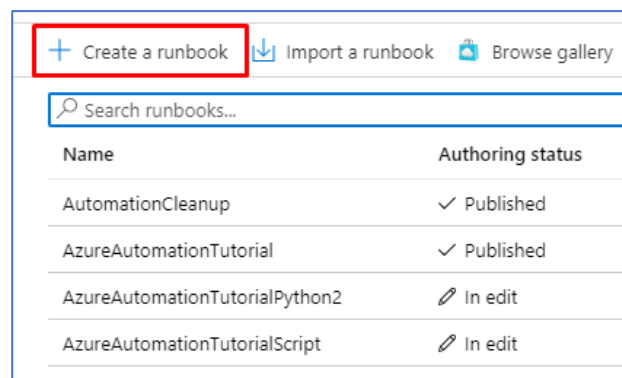 Create a runbook Import a runbook Browse gallery
Search runbooks...
Name Authoring status
AutomationCleanup Published
AzureAutomationTutorial Published
AzureAutomationTutorialPython2 In edit
AzureAutomationTutorialScript In edit